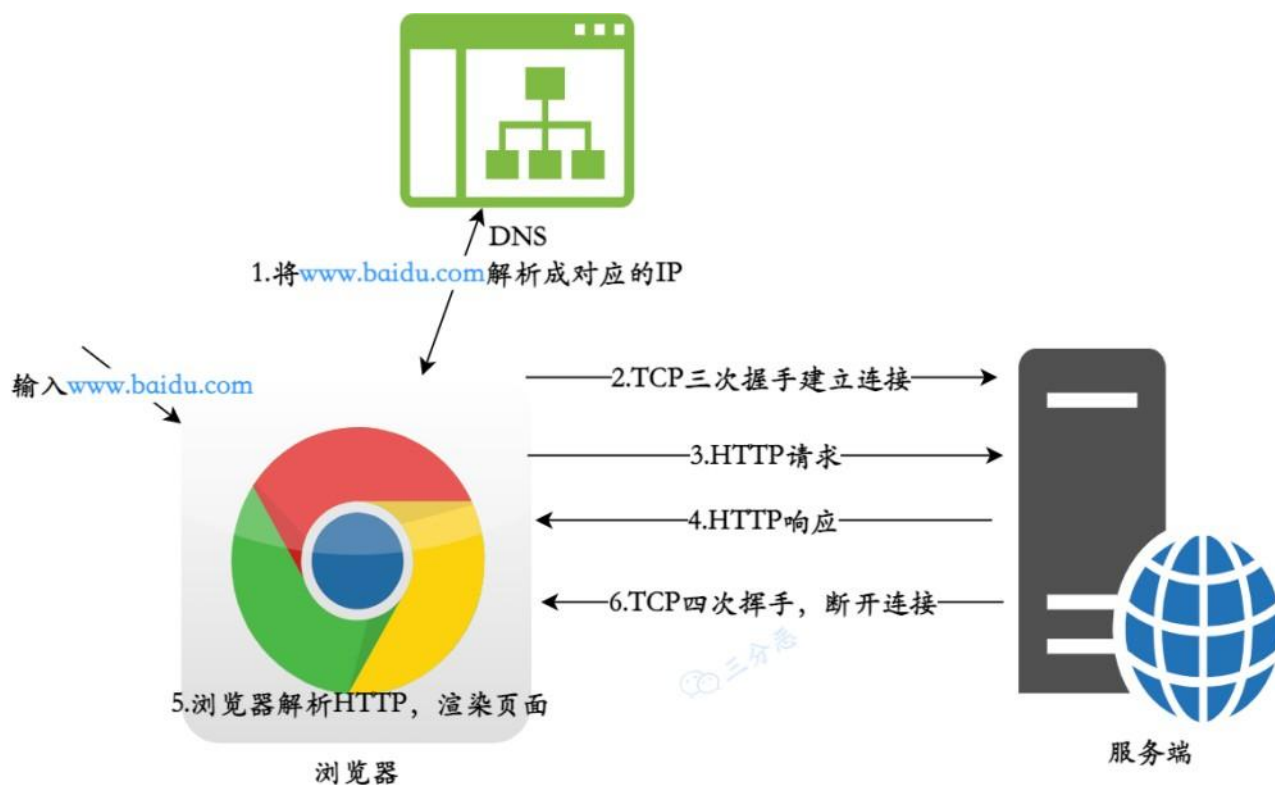 DNS
1.将www.baidu.com解析成对应的IP
输入www.baidu.com
2.TCP三次握手建立连接
3.HTTP请求
4.HTTP响应
6.TCP四次挥手，断开连接
三分恶
5.浏览器解析HTTP，渲染页面
浏览器
服务端